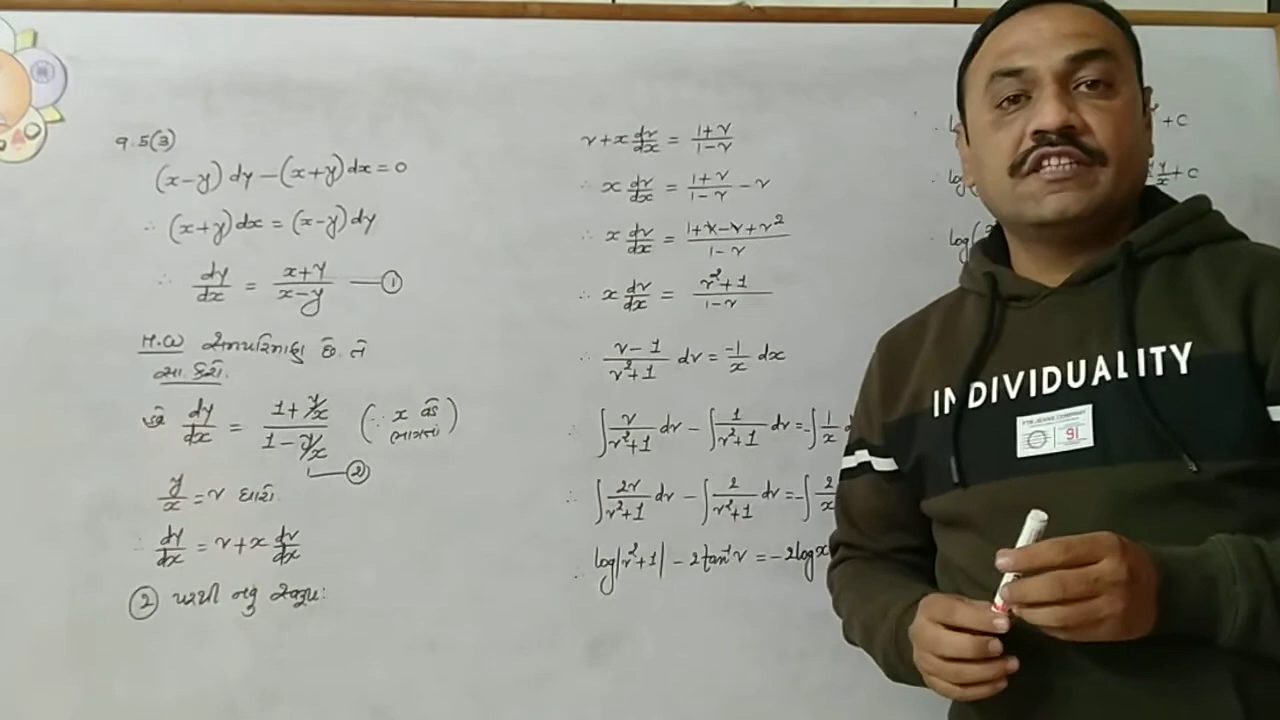 9.5(3)
(x-y) dy - (x+y) dx = 0
∴ (x+y) dx = (x-y) dy
∴ dy/dx = x+y/x-y — ①
H.W સમપરિમાણ છે તે
સા. કરો.
હવે dy/dx = 1+y/x / 1-y/x (∵ x વડે ભાગતાં)
— ②
y/x = v ધારો
∴ dy/dx = v + x dv/dx
② પરથી નવું સ્વરૂપ:
v + x dv/dx = 1+v/1-v
∴ x dv/dx = 1+v/1-v - v
∴ x dv/dx = 1+v-v+v²/1-v
∴ x dv/dx = v²+1/1-v
∴ v-1/v²+1 dv = -1/x dx
∴ ∫ v/v²+1 dv - ∫ 1/v²+1 dv = -∫ 1/x d
∴ ∫ 2v/v²+1 dv - ∫ 2/v²+1 dv = -∫ 2/x
∴ log|v²+1| - 2tan⁻¹v = -2logx
+ C
∴ log( y/x + C
∴ log(
INDIVIDUALITY
91